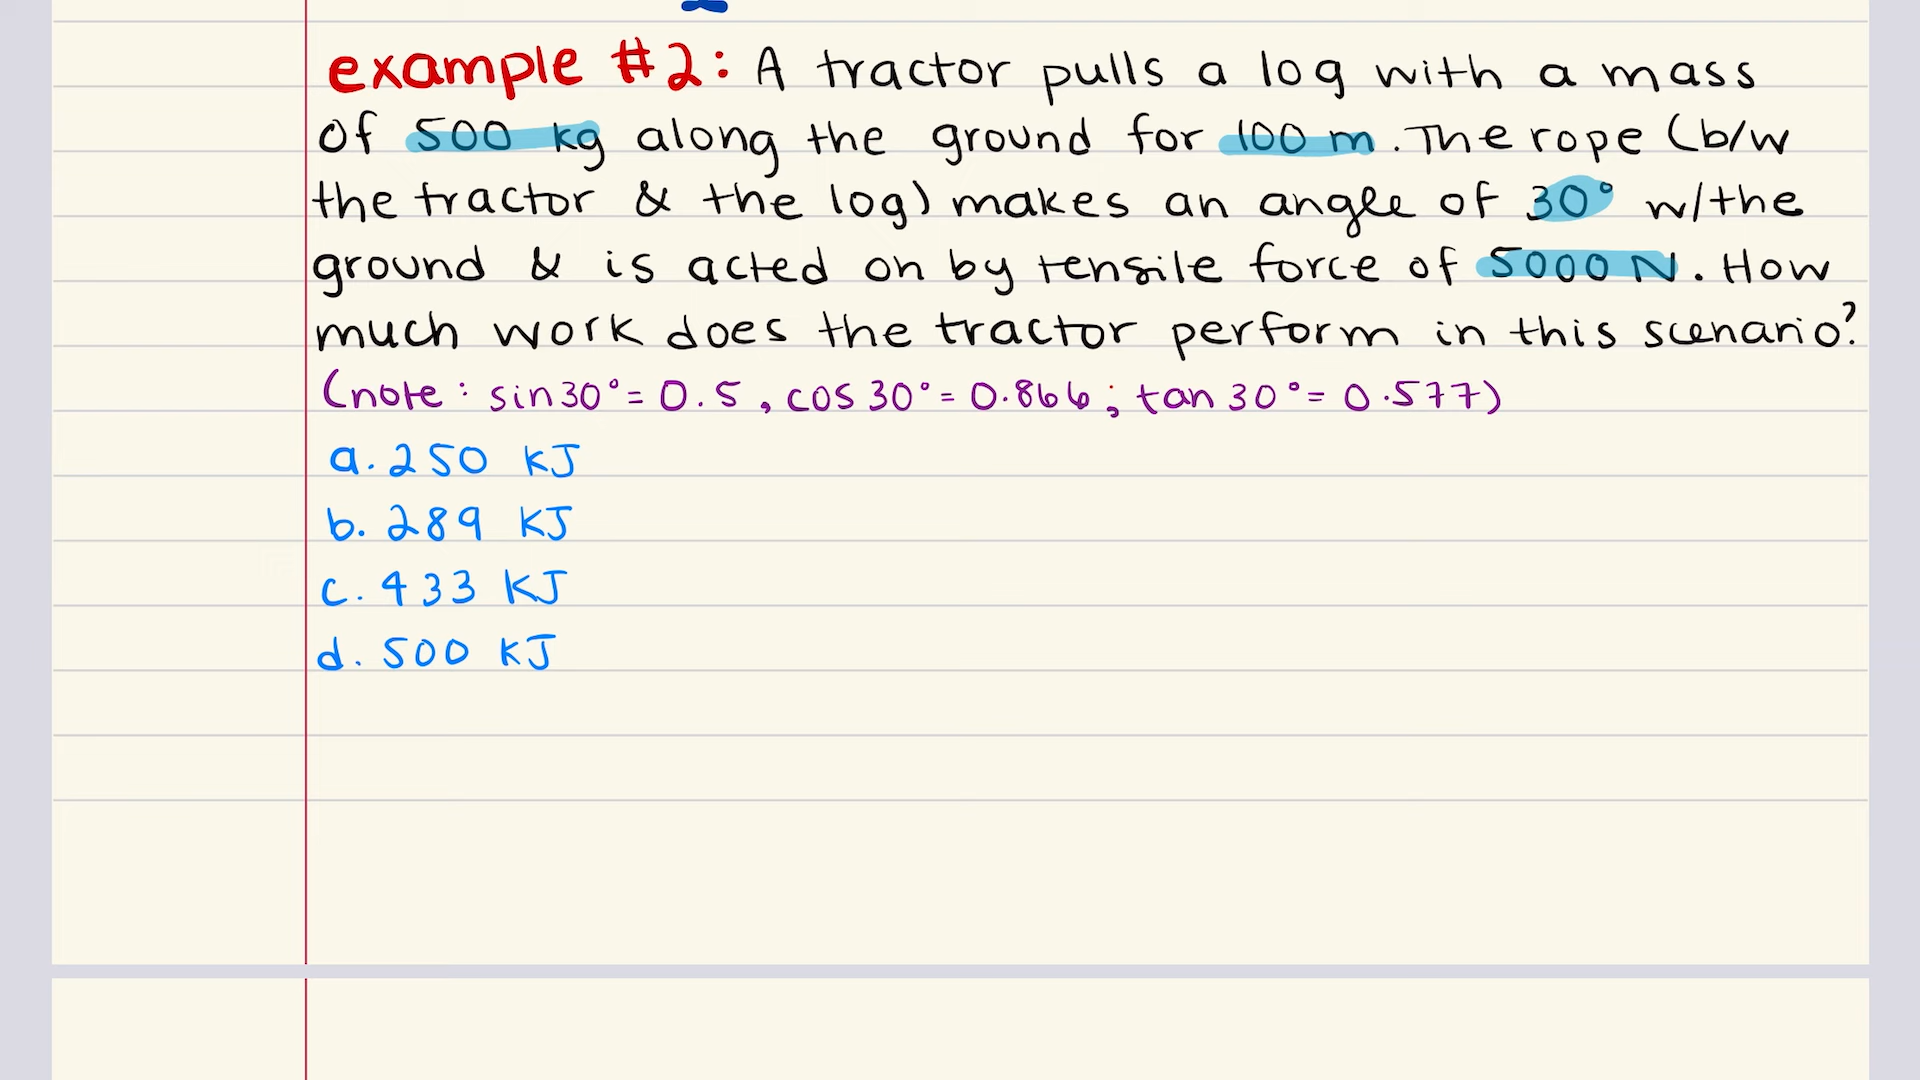 example #2: A tractor pulls a log with a mass
of 500 kg along the ground for 100 m. The rope (b/w
the tractor & the log) makes an angle of 30° w/the
ground & is acted on by tensile force of 5000 N. How
much work does the tractor perform in this scenario?
(note: sin30°= 0.5, cos 30°= 0.866; tan 30°= 0.577)
a. 250 KJ
b. 289 KJ
c. 433 KJ
d. 500 KJ